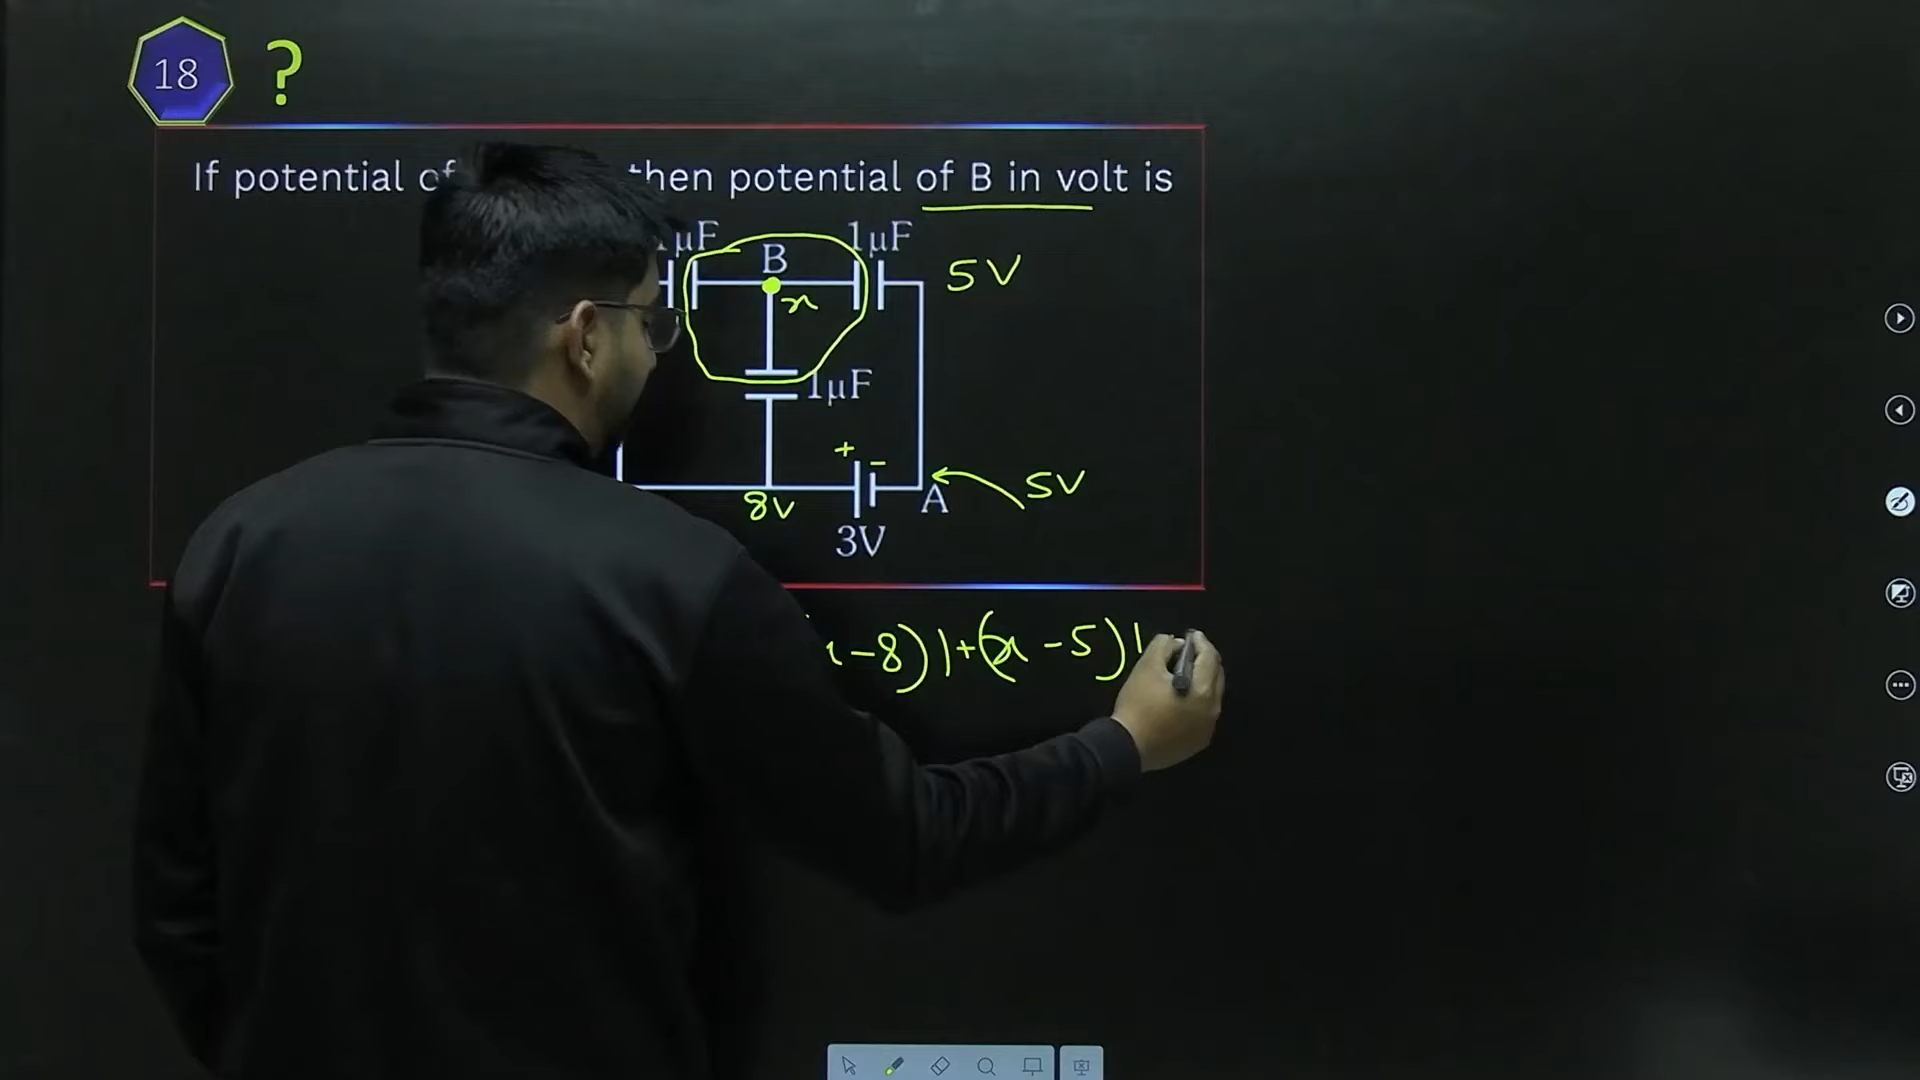 18 ?
If potential of then potential of B in volt is
1μF B 1μF 5V
x
1μF
+ -
8V A 5V
3V
-8)1+(x-5)1